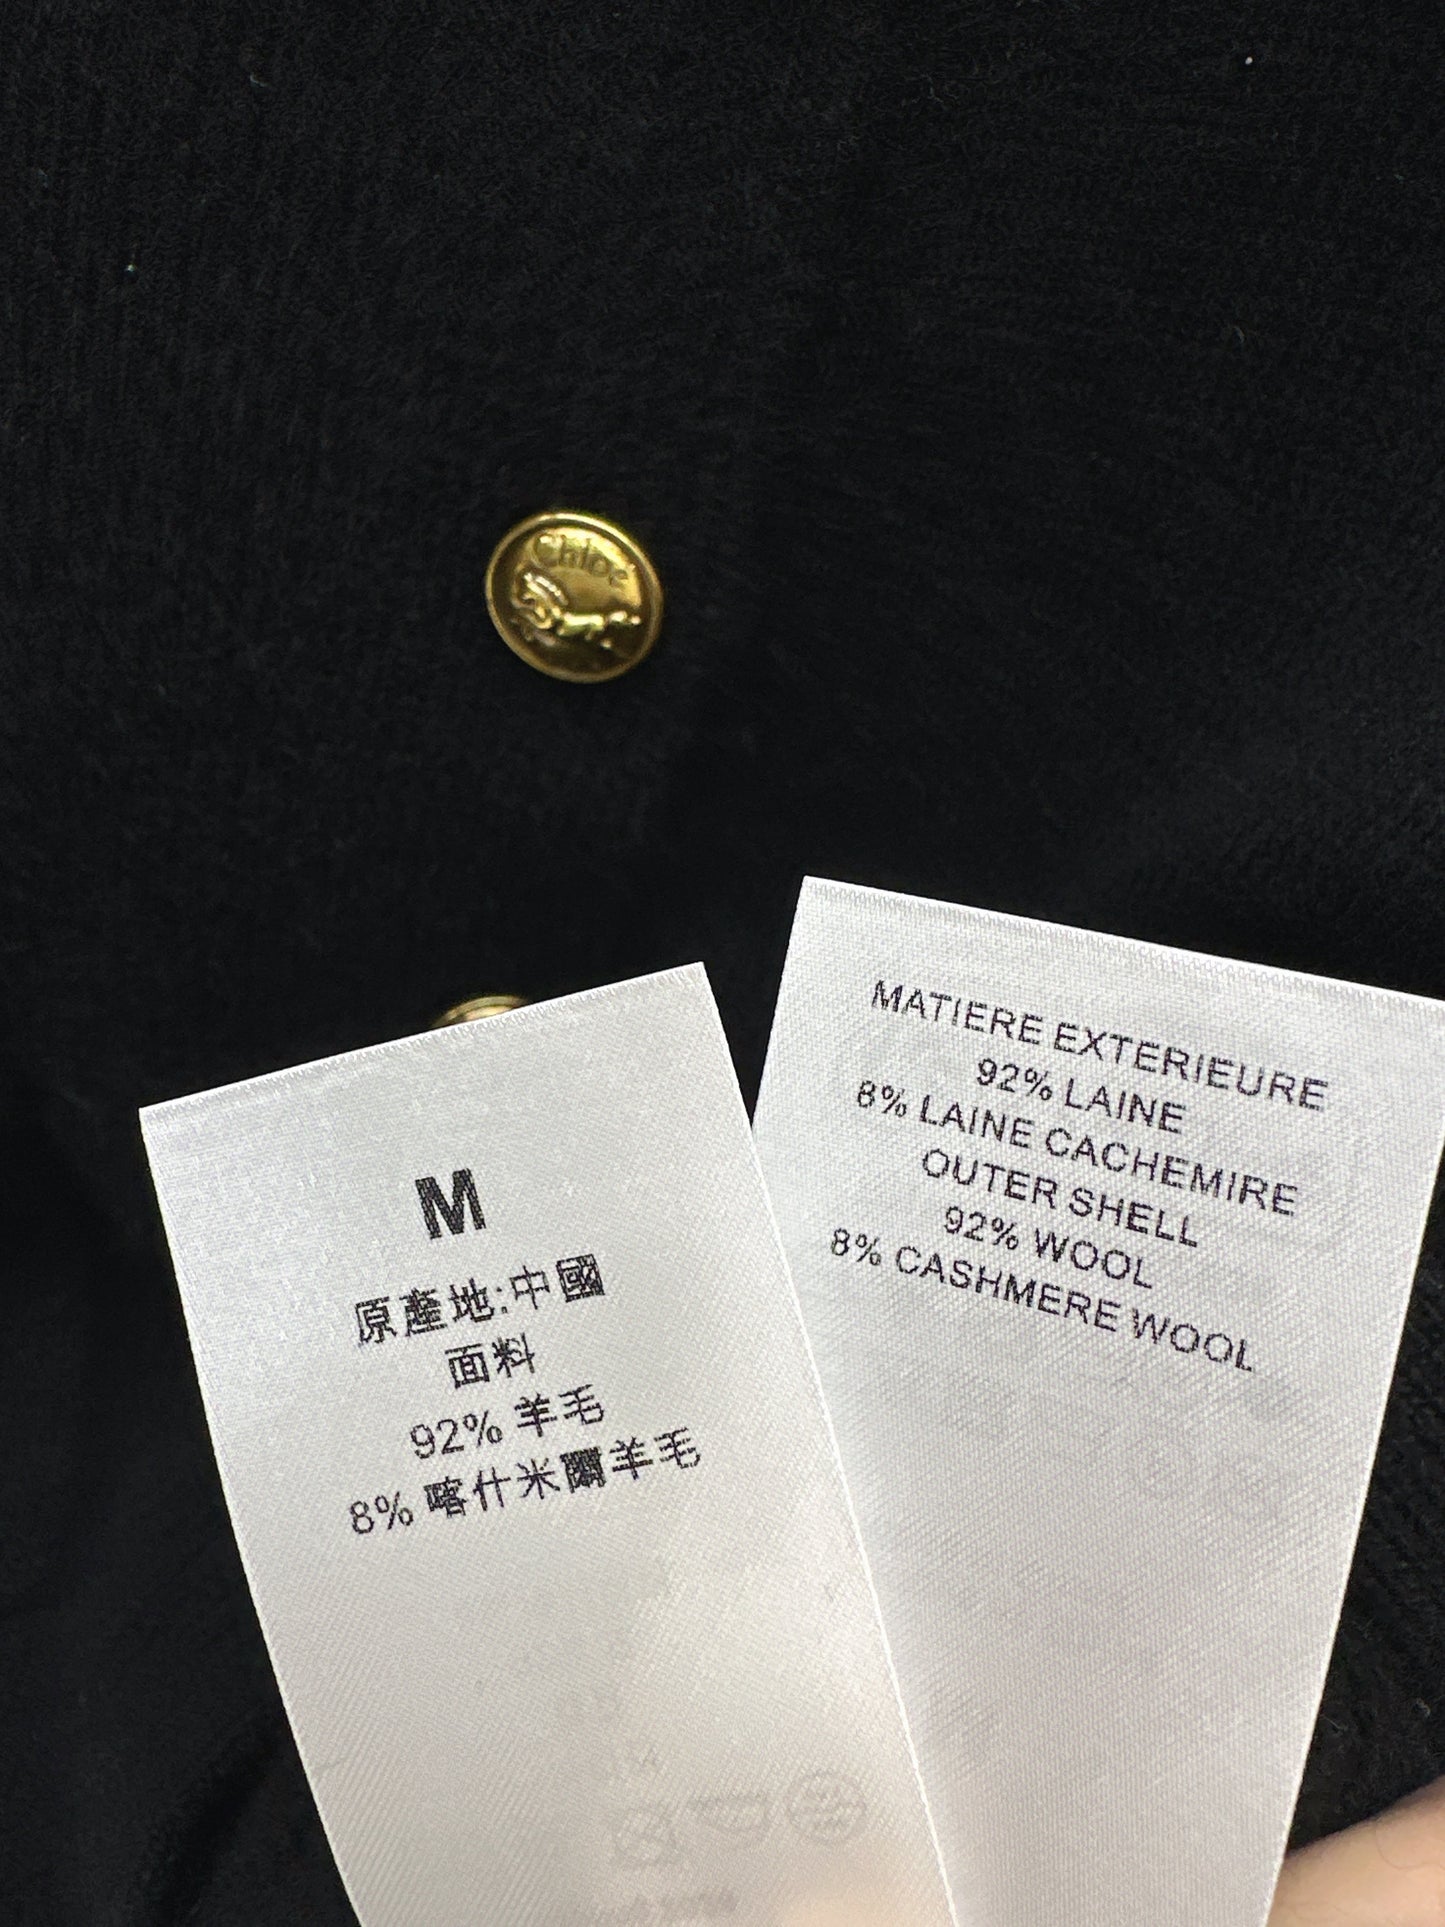 Chloé
M
原產地:中國
面料
92% 羊毛
8% 喀什米爾羊毛
MATIERE EXTERIEURE
92% LAINE
8% LAINE CACHEMIRE
OUTER SHELL
92% WOOL
8% CASHMERE WOOL